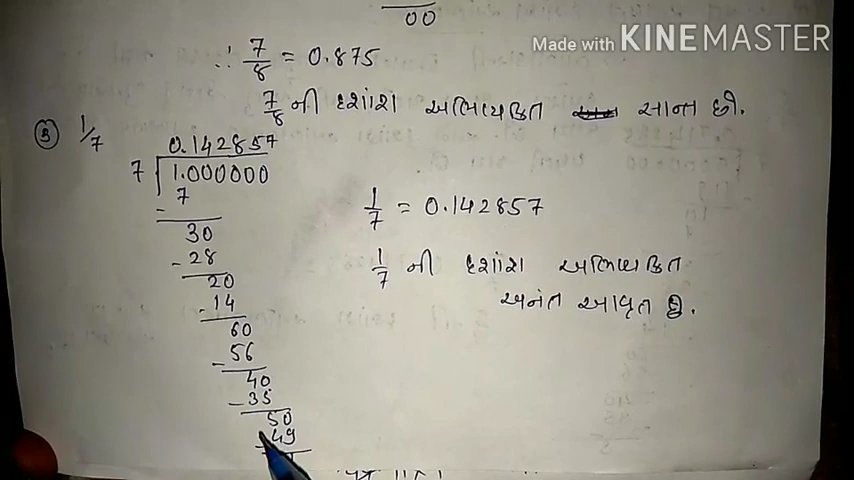 00
Made with KINEMASTER
∴ 7/8 = 0.875
7/8 ની દશાંશ અભિવ્યક્તિ સાન્ત છે.
(3) 1/7
0.142857
7 1.000000
- 7
30
- 28
20
- 14
60
- 56
40
- 35
50
49
1/7 = 0.142857
1/7 ની દશાંશ અભિવ્યક્તિ
અનંત આવૃત છે.